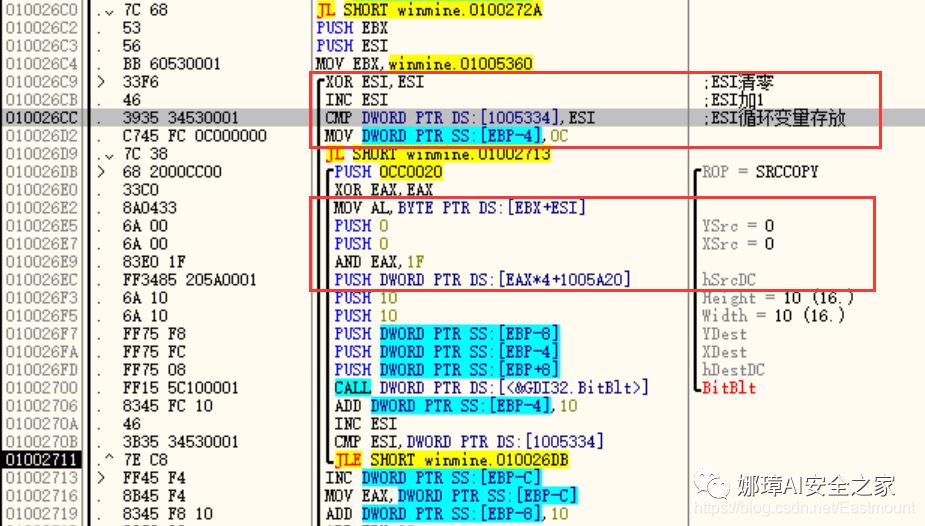 010026C0 .⌄ 7C 68 JL SHORT winmine.0100272A
010026C2 . 53 PUSH EBX
010026C3 . 56 PUSH ESI
010026C4 . BB 60530001 MOV EBX,winmine.01005360
010026C9 > 33F6 XOR ESI,ESI ;ESI清零
010026CB . 46 INC ESI ;ESI加1
010026CC . 3935 34530001 CMP DWORD PTR DS:[1005334],ESI ;ESI循环变量存放
010026D2 . C745 FC 0C000000 MOV DWORD PTR SS:[EBP-4],0C
010026D9 .⌄ 7C 38 JL SHORT winmine.01002713
010026DB > 68 2000CC00 PUSH 0CC0020 ROP = SRCCOPY
010026E0 . 33C0 XOR EAX,EAX
010026E2 . 8A0433 MOV AL,BYTE PTR DS:[EBX+ESI]
010026E5 . 6A 00 PUSH 0 YSrc = 0
010026E7 . 6A 00 PUSH 0 XSrc = 0
010026E9 . 83E0 1F AND EAX,1F
010026EC . FF3485 205A0001 PUSH DWORD PTR DS:[EAX*4+1005A20] hSrcDC
010026F3 . 6A 10 PUSH 10 Height = 10 (16.)
010026F5 . 6A 10 PUSH 10 Width = 10 (16.)
010026F7 . FF75 F8 PUSH DWORD PTR SS:[EBP-8] YDest
010026FA . FF75 FC PUSH DWORD PTR SS:[EBP-4] XDest
010026FD . FF75 08 PUSH DWORD PTR SS:[EBP+8] hDestDC
01002700 . FF15 5C100001 CALL DWORD PTR DS:[<&GDI32.BitBlt>] BitBlt
01002706 . 8345 FC 10 ADD DWORD PTR SS:[EBP-4],10
0100270A . 46 INC ESI
0100270B . 3B35 34530001 CMP ESI,DWORD PTR DS:[1005334]
01002711 .^ 7E C8 JLE SHORT winmine.010026DB
01002713 > FF45 F4 INC DWORD PTR SS:[EBP-C]
01002716 . 8B45 F4 MOV EAX,DWORD PTR SS:[EBP-C]
01002719 . 8345 F8 10 ADD DWORD PTR SS:[EBP-8],10
娜璋AI安全之家
https://blog.csdn.net/Eastmount